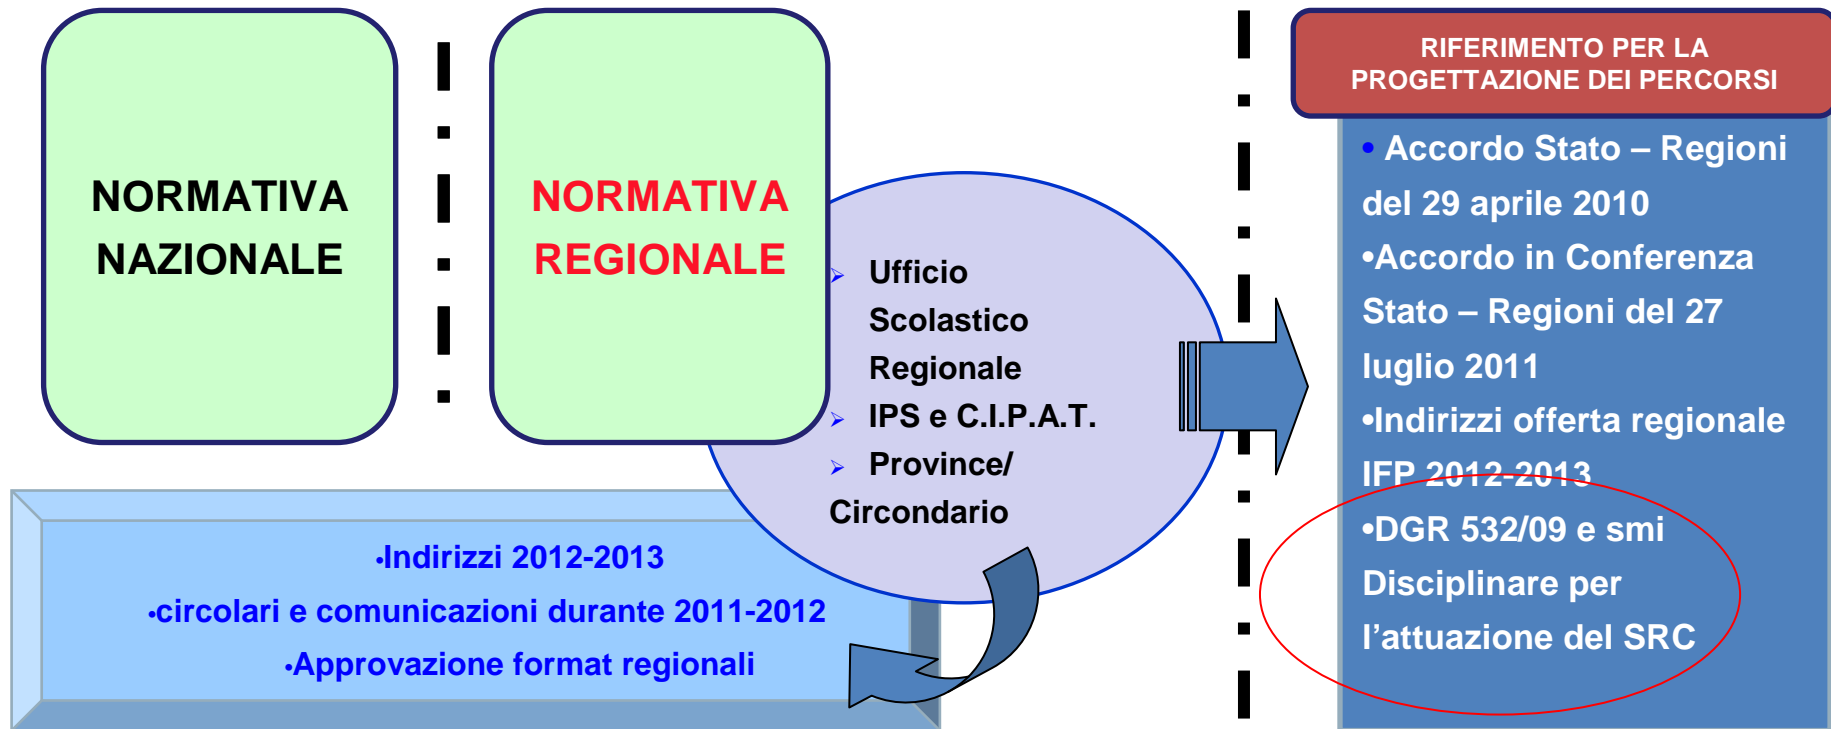 NORMATIVA
NAZIONALE
NORMATIVA
REGIONALE
➢ Ufficio
Scolastico
Regionale
➢ IPS e C.I.P.A.T.
➢ Province/
Circondario
•Indirizzi 2012-2013
•circolari e comunicazioni durante 2011-2012
•Approvazione format regionali
RIFERIMENTO PER LA
PROGETTAZIONE DEI PERCORSI
• Accordo Stato – Regioni
del 29 aprile 2010
•Accordo in Conferenza
Stato – Regioni del 27
luglio 2011
•Indirizzi offerta regionale
IFP 2012-2013
•DGR 532/09 e smi
Disciplinare per
l’attuazione del SRC